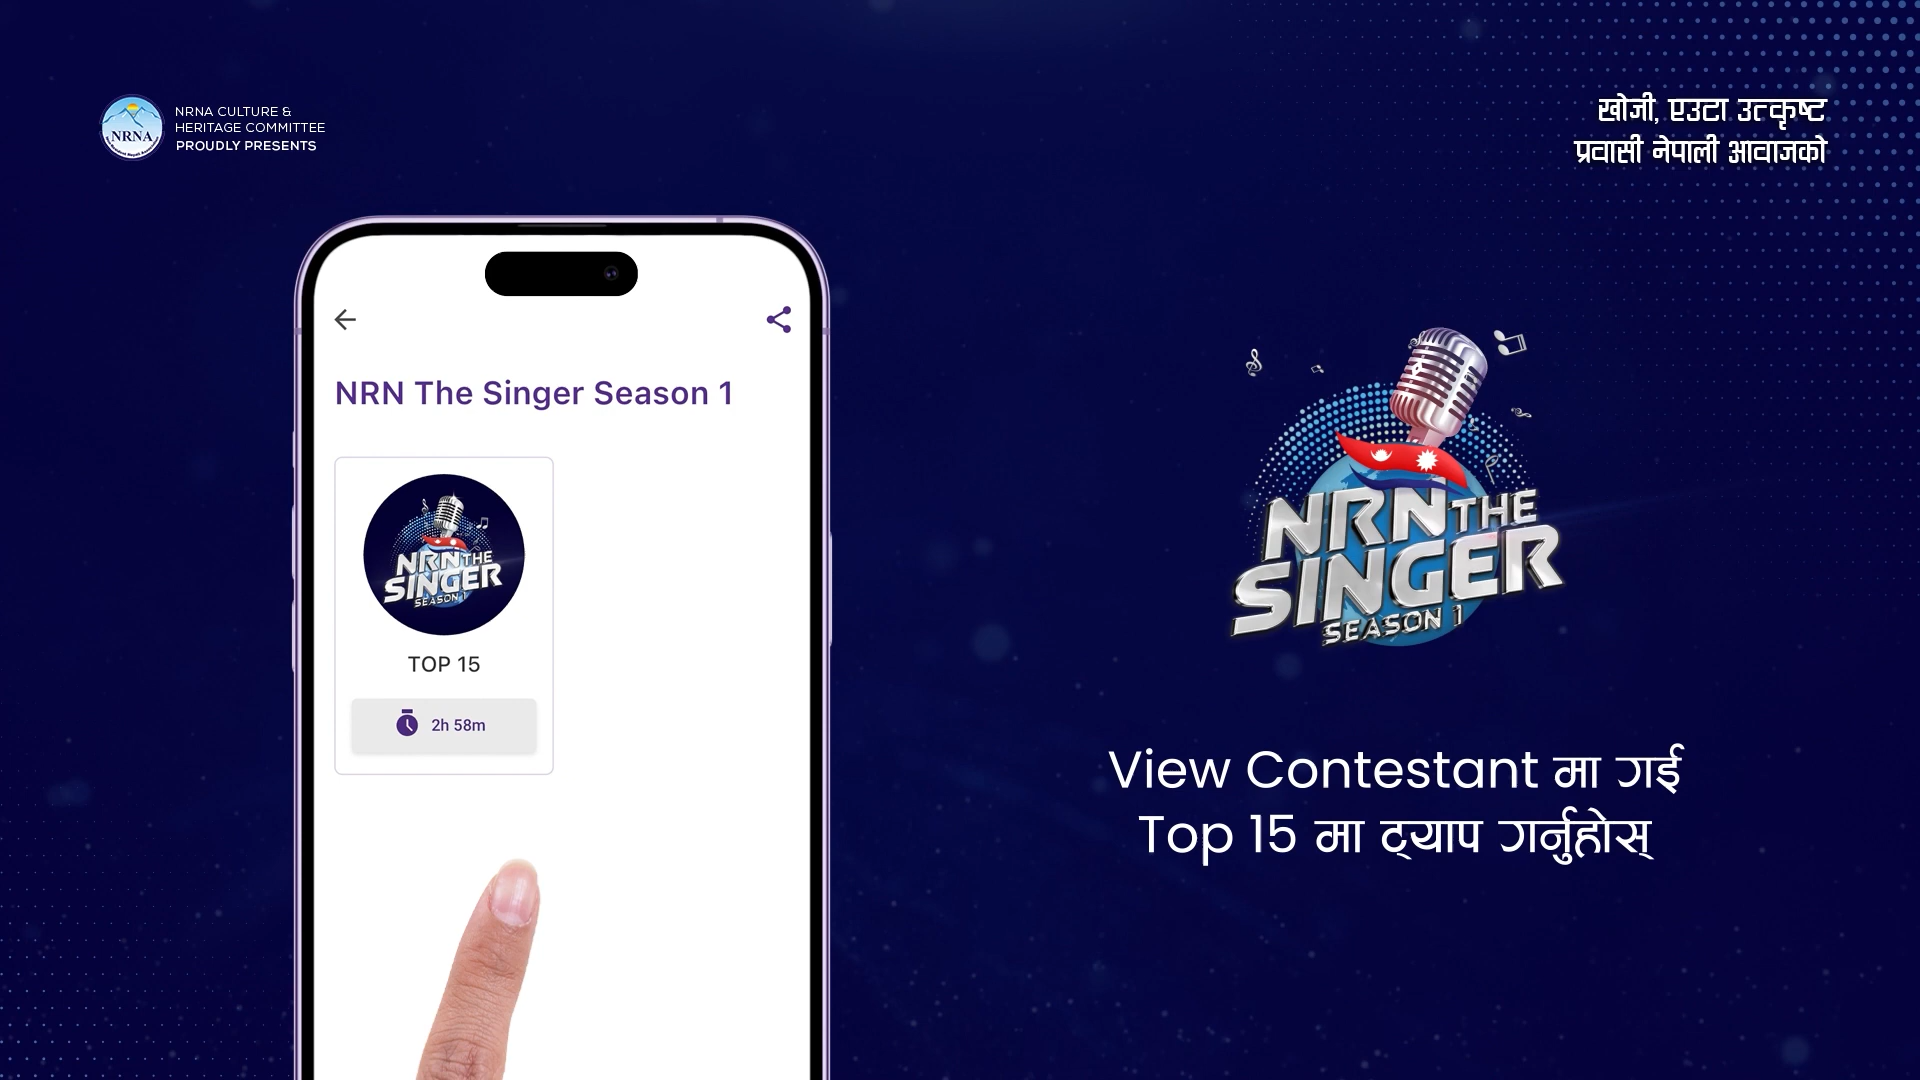 NRNA
NRNA CULTURE &
HERITAGE COMMITTEE
PROUDLY PRESENTS
खोजी, एउटा उत्कृष्ट
प्रवासी नेपाली आवाजको
NRN The Singer Season 1
NRN THE
SINGER
SEASON 1
TOP 15
2h 58m
NRN THE
SINGER
SEASON 1
View Contestant मा गई
Top 15 मा ट्याप गर्नुहोस्